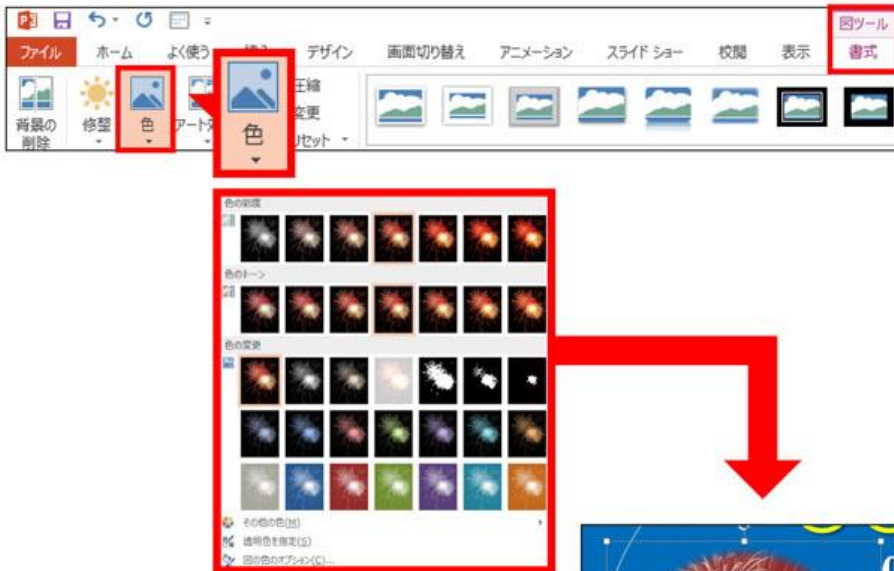 図ツール
ファイル ホーム よく使う デザイン 画面切り替え アニメーション スライド ショー 校閲 表示 書式
背景の
削除
修整
色
色
圧縮
変更
色の彩度
色のトーン
色の変更
その他の色(M)
透明色を指定(S)
図の色のオプション(C)...